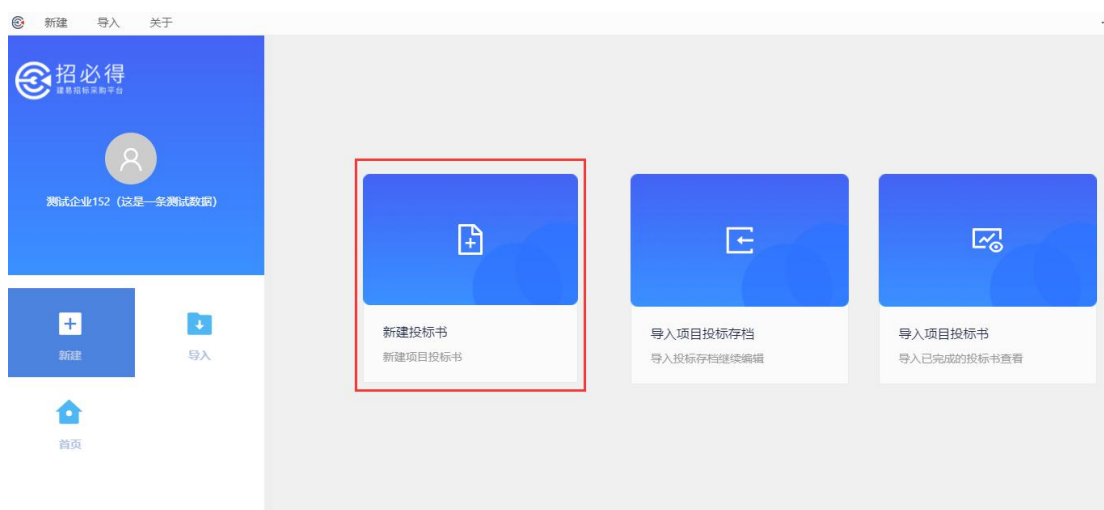 新建 导入 关于
招必得
建易招标采购平台
测试企业152（这是一条测试数据）
新建
导入
首页
新建投标书
新建项目投标书
导入项目投标存档
导入投标存档继续编辑
导入项目投标书
导入已完成的投标书查看